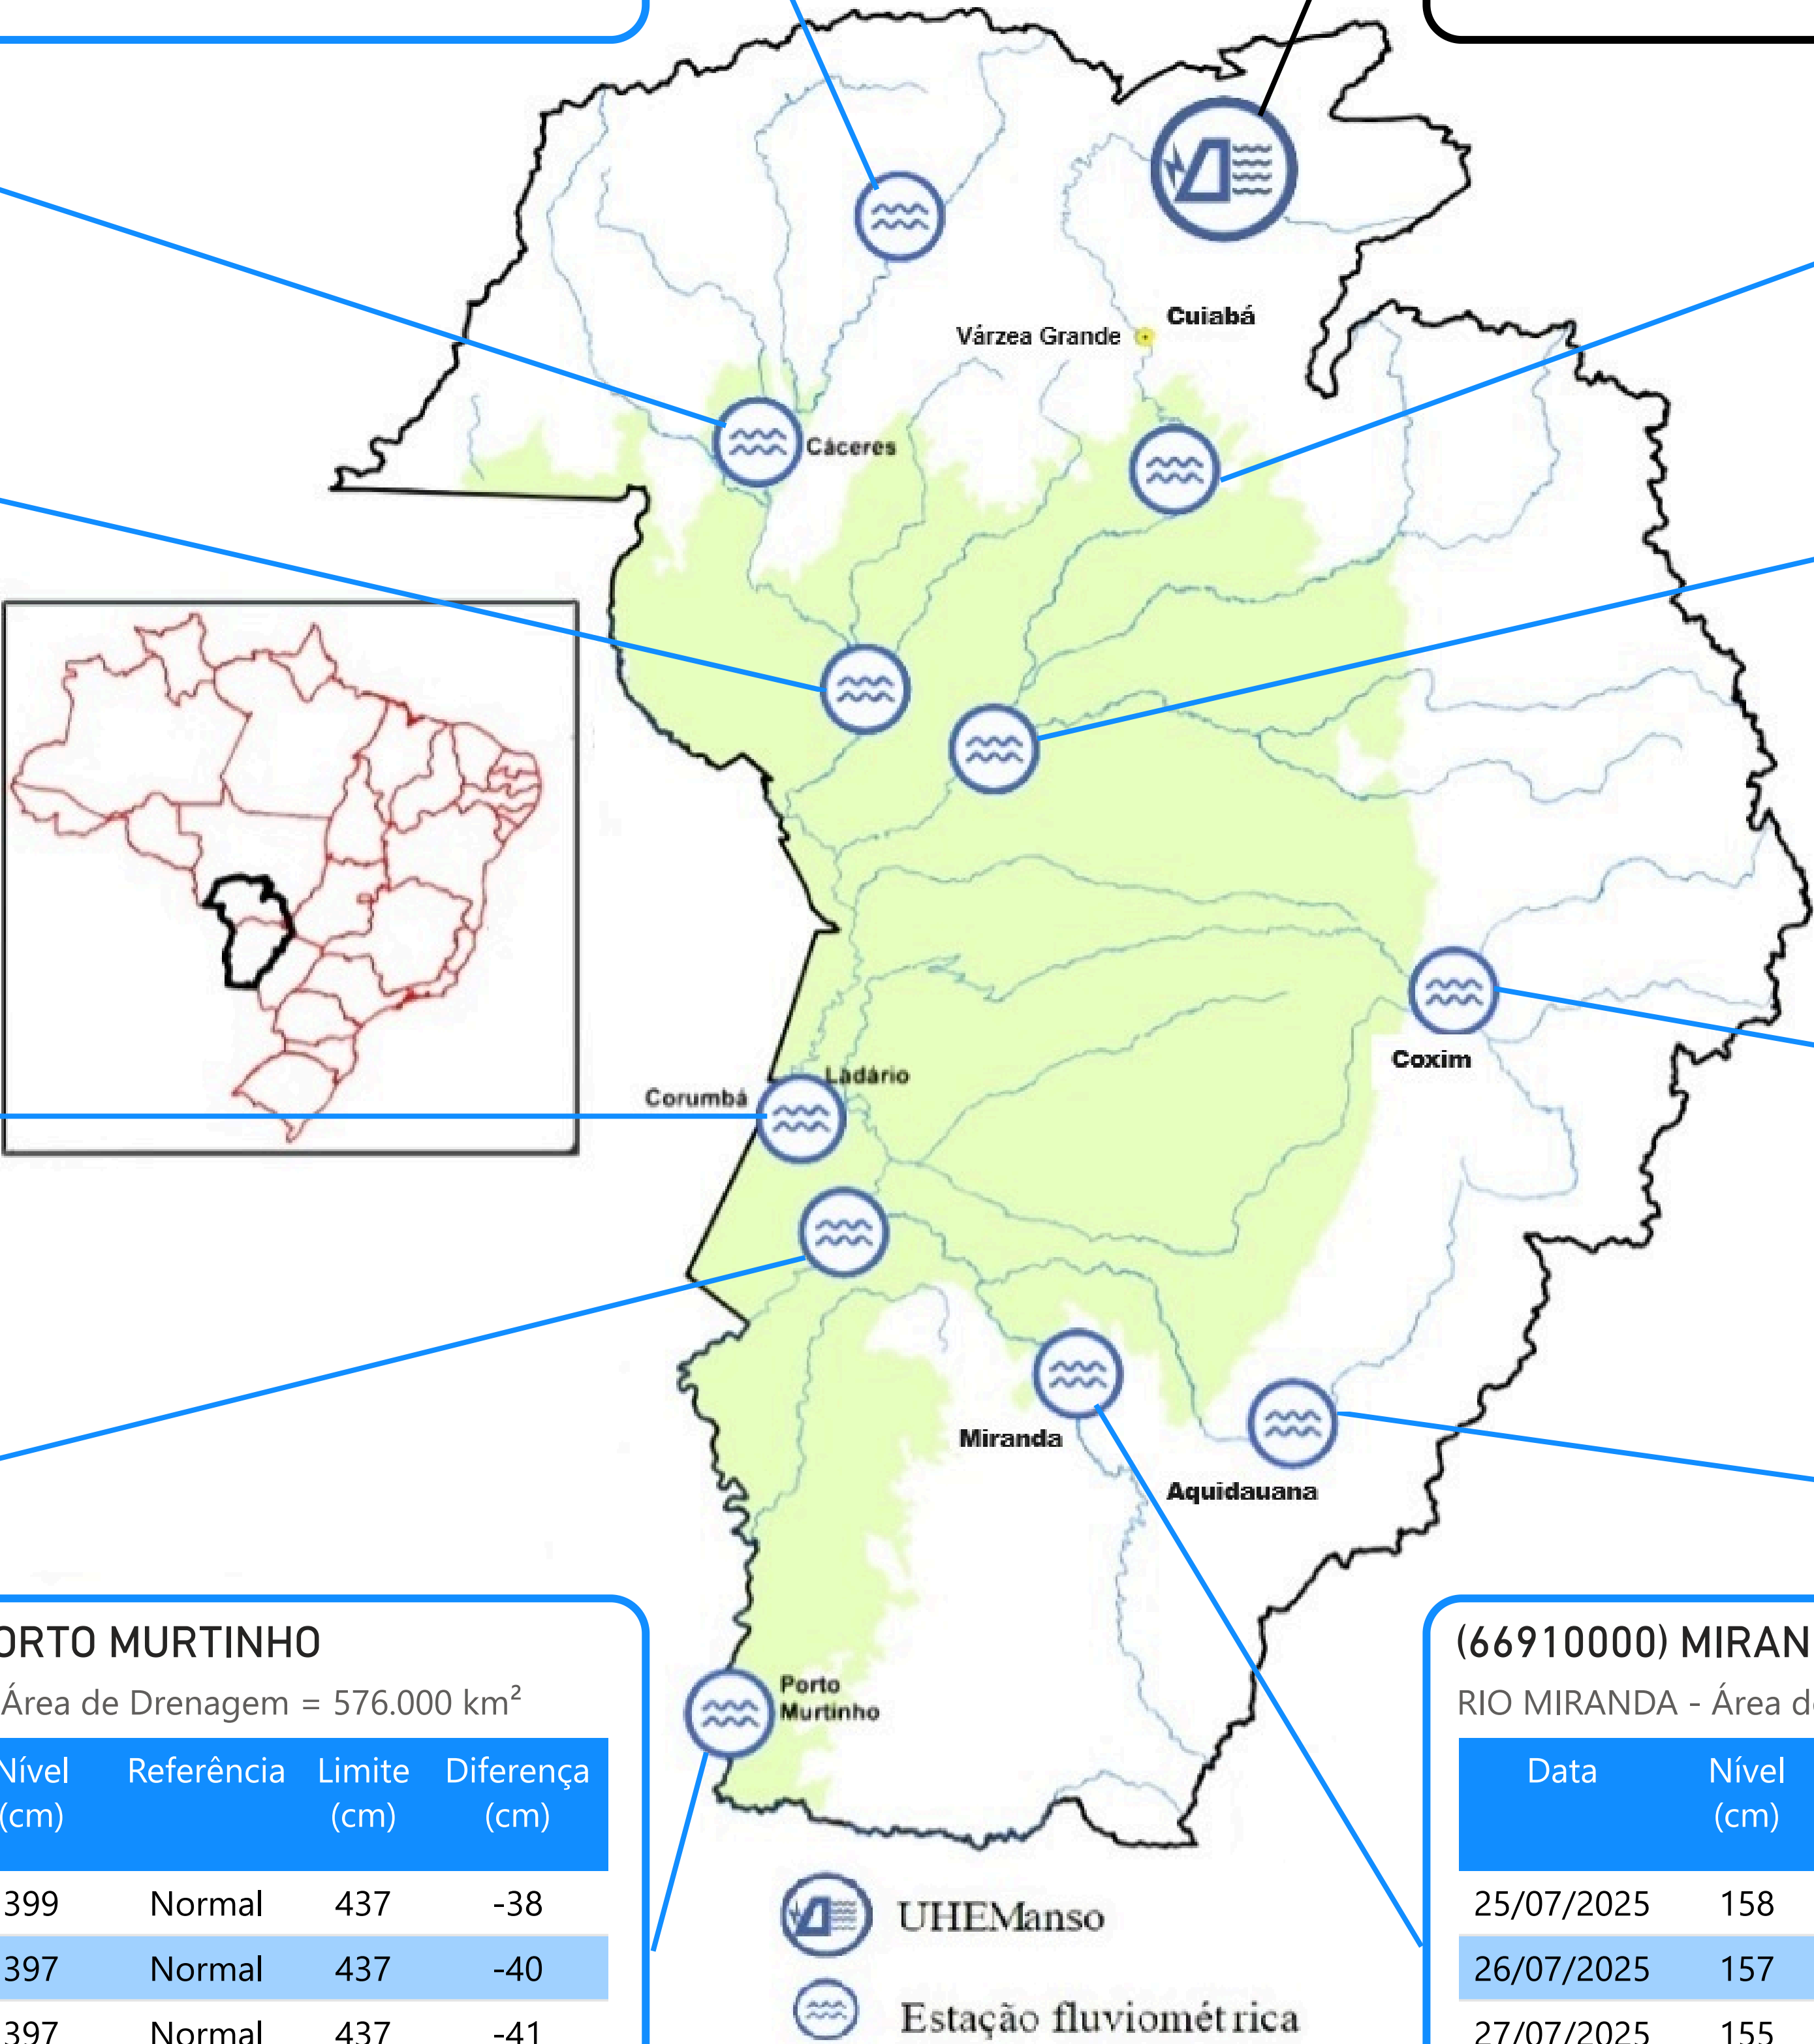 Cuiabá
Várzea Grande
Cáceres
Coxim
Ladário
Corumbá
Miranda
Aquidauana
Porto
Murtinho
ORTO MURTINHO
Área de Drenagem = 576.000 km²
Nível Referência Limite Diferença
(cm) (cm) (cm)
399 Normal 437 -38
397 Normal 437 -40
397 Normal 437 -41
(66910000) MIRAN
RIO MIRANDA - Área d
Data Nível
(cm)
25/07/2025 158
26/07/2025 157
27/07/2025 155
UHEManso
Estação fluviométrica